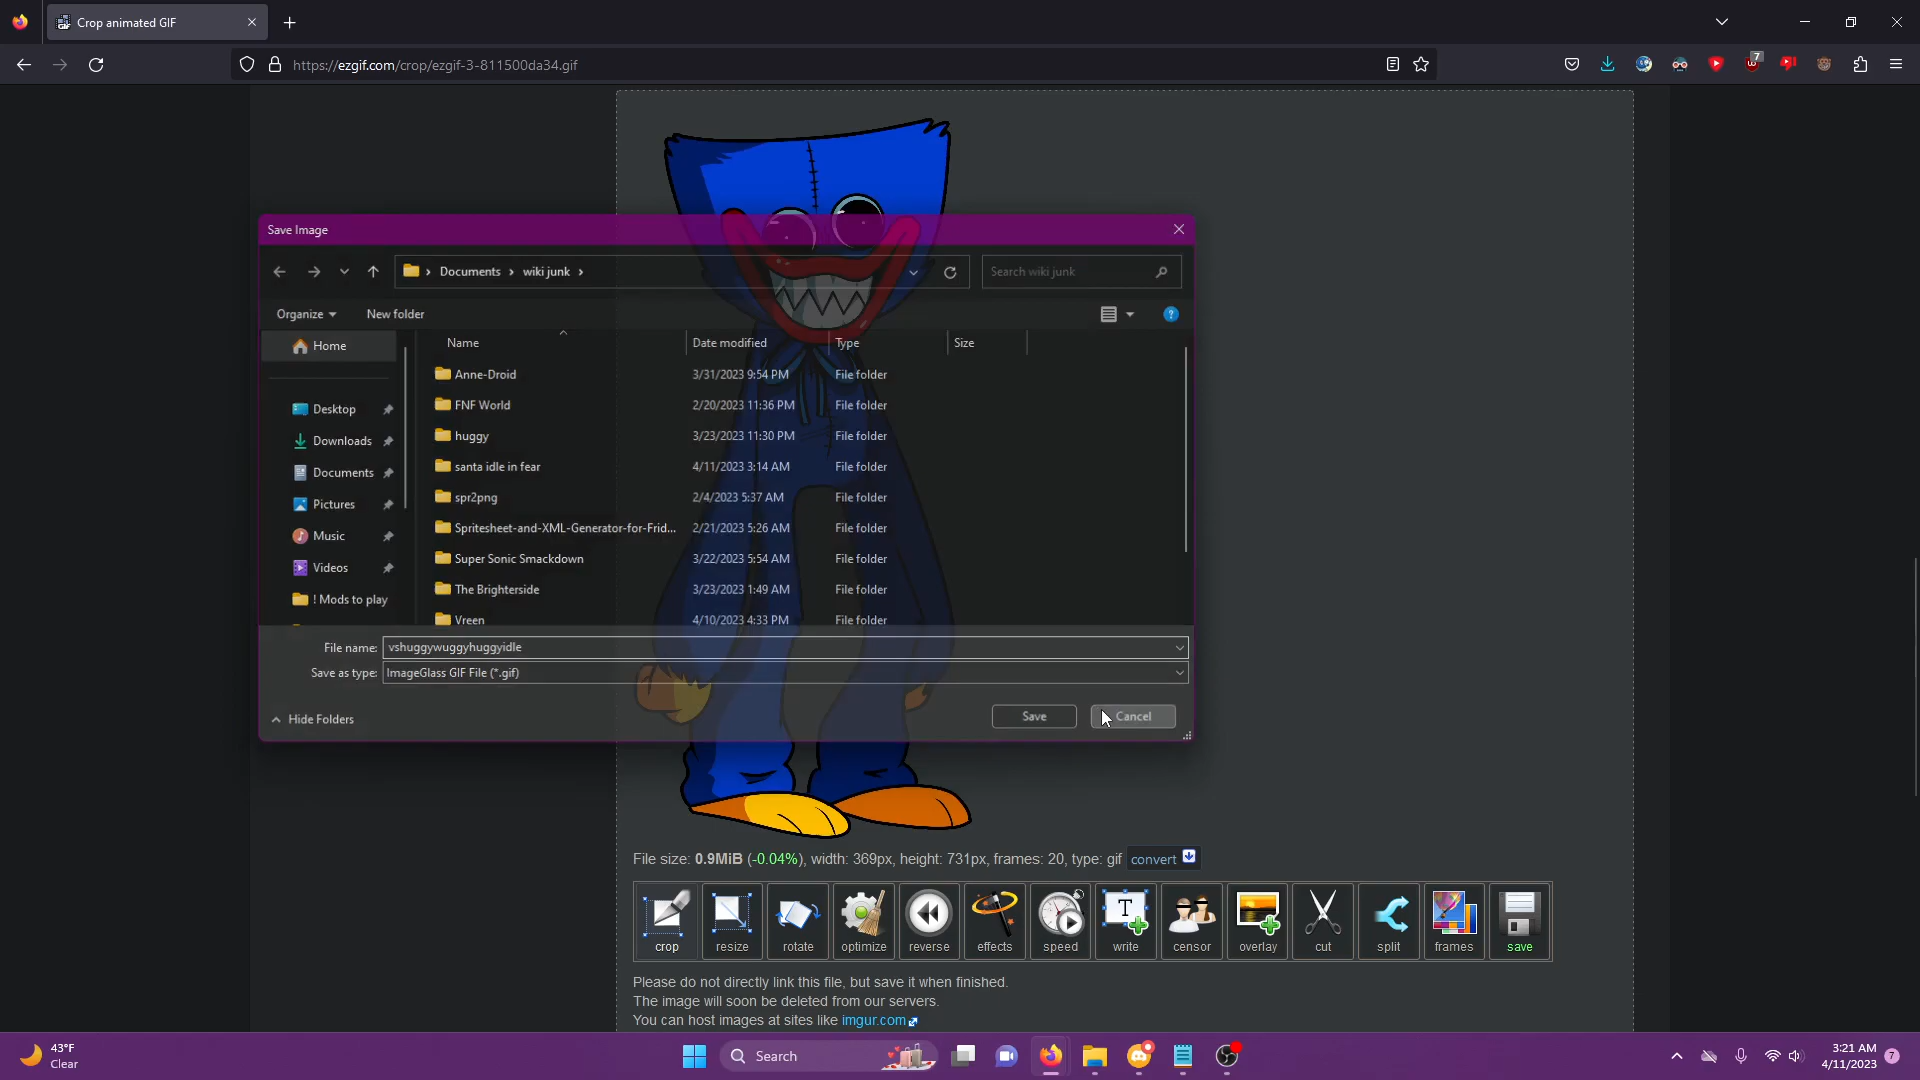 Crop animated GIF
https://ezgif.com/crop/ezgif-3-811500da34.gif
7
Save Image
Documents > wiki junk >
Search wiki junk
Organize
New folder
?
Name Date modified Type Size
Home
Desktop
Downloads
Documents
Pictures
Music
Videos
! Mods to play
Anne-Droid 3/31/2023 9:54 PM File folder
FNF World 2/20/2023 11:36 PM File folder
huggy 3/23/2023 11:30 PM File folder
santa idle in fear 4/11/2023 3:14 AM File folder
spr2png 2/4/2023 5:37 AM File folder
Spritesheet-and-XML-Generator-for-Frid... 2/21/2023 5:26 AM File folder
Super Sonic Smackdown 3/22/2023 5:54 AM File folder
The Brighterside 3/23/2023 1:49 AM File folder
Vreen 4/10/2023 4:33 PM File folder
File name: vshuggywuggyhuggyidle
Save as type: ImageGlass GIF File (*.gif)
Hide Folders
Save
Cancel
File size: 0.9MiB (-0.04%), width: 369px, height: 731px, frames: 20, type: gif convert
T
crop resize rotate optimize reverse effects speed write censor overlay cut split frames save
Please do not directly link this file, but save it when finished.
The image will soon be deleted from our servers.
You can host images at sites like imgur.com
43°F
Clear
Search
3:21 AM
4/11/2023
7